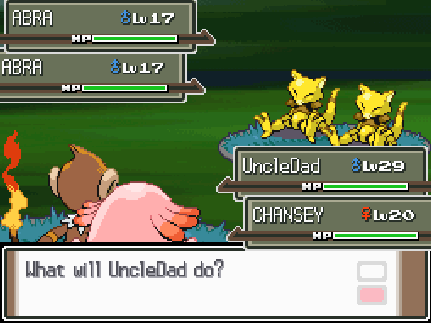 ABRA ♂Lv17
HP
ABRA ♂Lv17
HP
UncleDad ♂Lv29
HP
CHANSEY ♀Lv20
HP
What will UncleDad do?